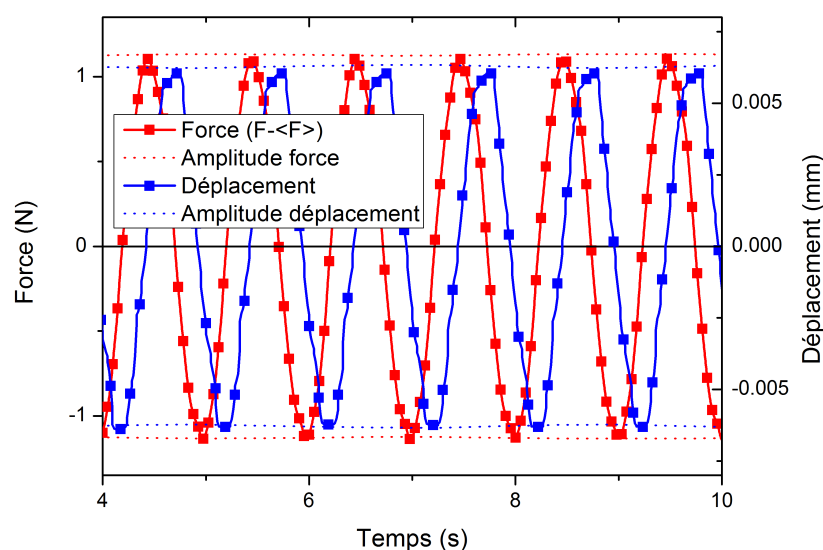 Force (N)
1
0
-1
Force (F-<F>)
Amplitude force
Déplacement
Amplitude déplacement
0.005
0.000
-0.005
Déplacement (mm)
4
6
8
10
Temps (s)